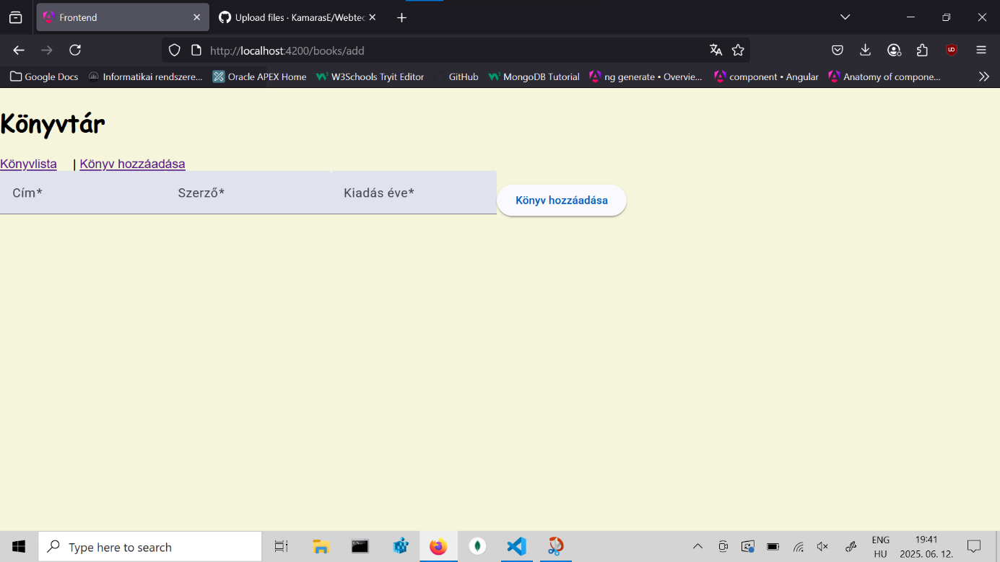 Frontend
Upload files · KamarasE/Webtec
http://localhost:4200/books/add
Google Docs Informatikai rendszere... Oracle APEX Home W3Schools Tryit Editor GitHub MongoDB Tutorial ng generate • Overvie... component • Angular Anatomy of compone...
Könyvtár
Könyvlista | Könyv hozzáadása
Cím* Szerző* Kiadás éve* Könyv hozzáadása
Type here to search
ENG 19:41
HU 2025. 06. 12.